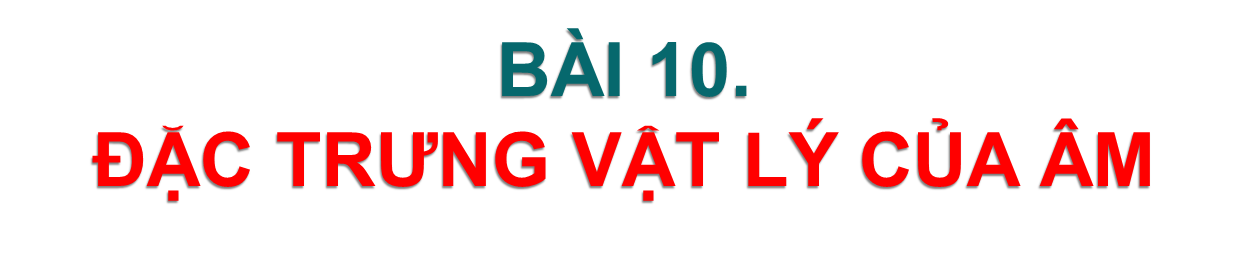 BÀI 10.
ĐẶC TRƯNG VẬT LÝ CỦA ÂM